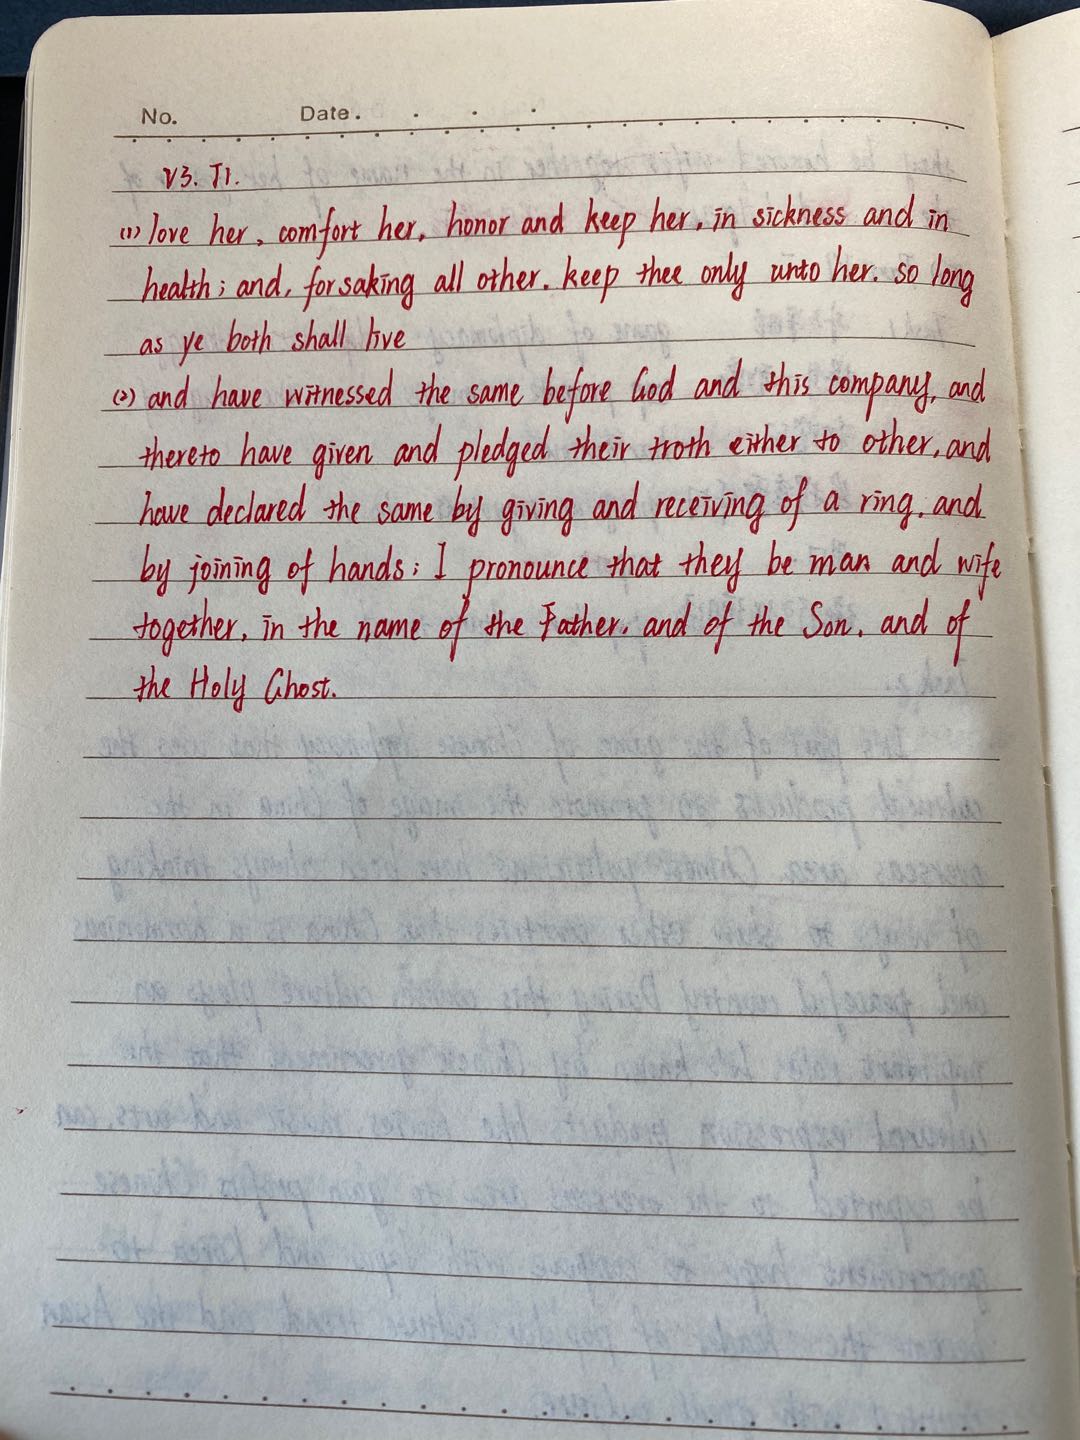 No. Date.
V3. T1.
(1) love her, comfort her, honor and keep her, in sickness and in
health; and, forsaking all other. keep thee only unto her. so long
as ye both shall live
(2) and have witnessed the same before God and this company, and
thereto have given and pledged their troth either to other, and
have declared the same by giving and receiving of a ring, and
by joining of hands; I pronounce that they be man and wife
together, in the name of the Father, and of the Son, and of
the Holy Ghost.